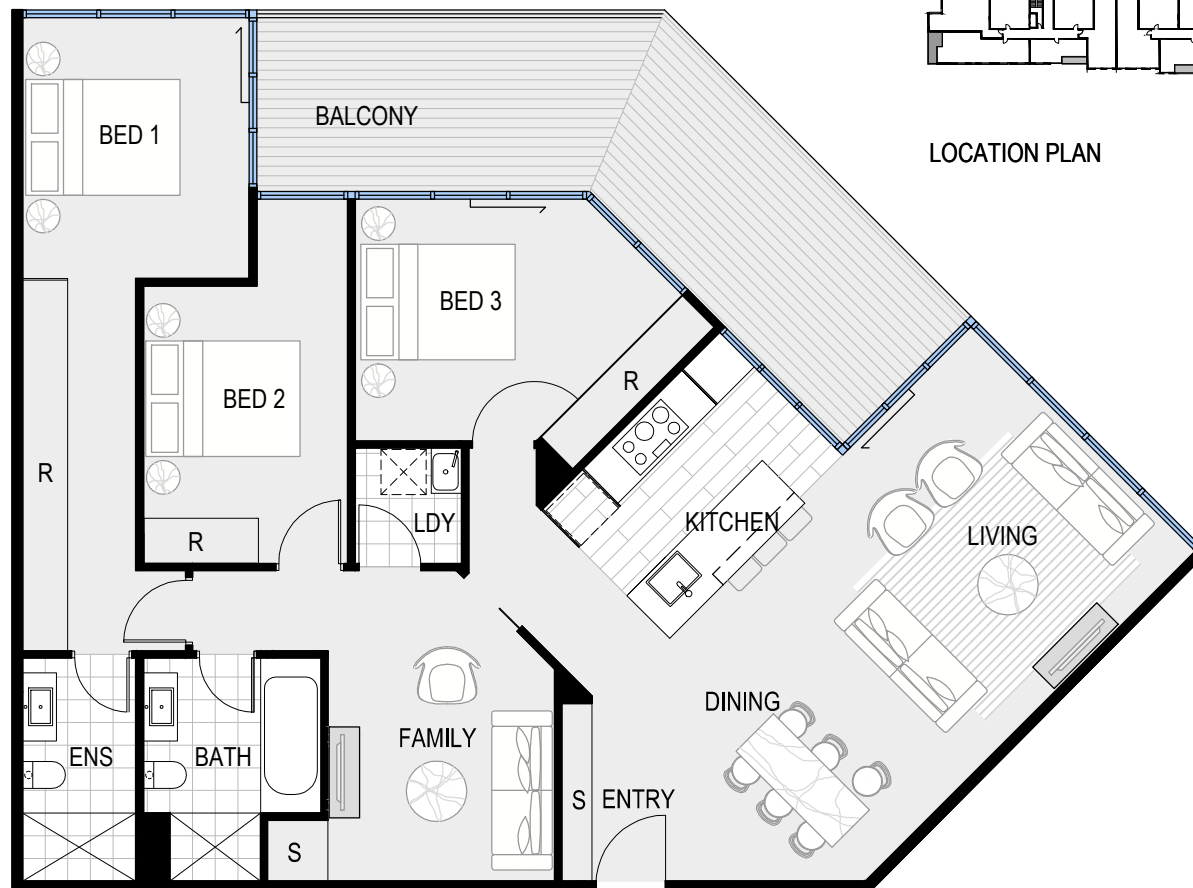 BALCONY
BED 1
LOCATION PLAN
BED 3
R
BED 2
R
LDY
KITCHEN
LIVING
R
DINING
FAMILY
ENS
BATH
S
ENTRY
S